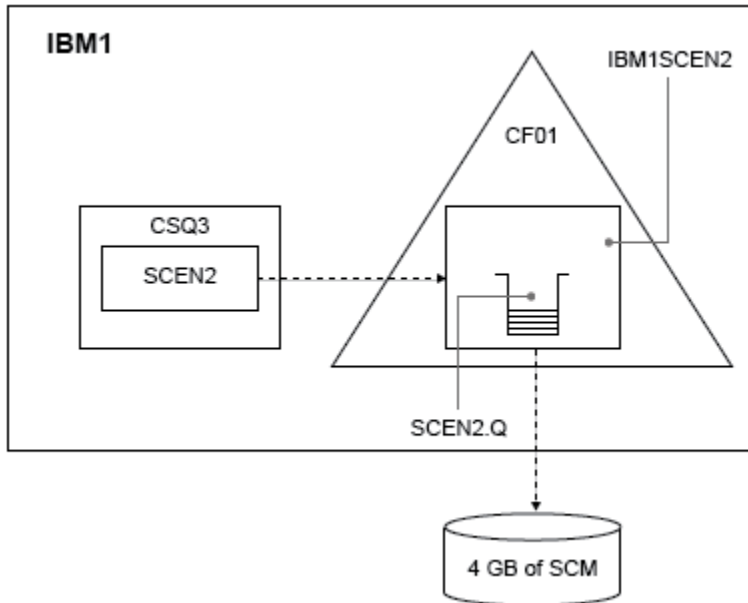 IBM1
IBM1SCEN2
CF01
CSQ3
SCEN2
SCEN2.Q
4 GB of SCM